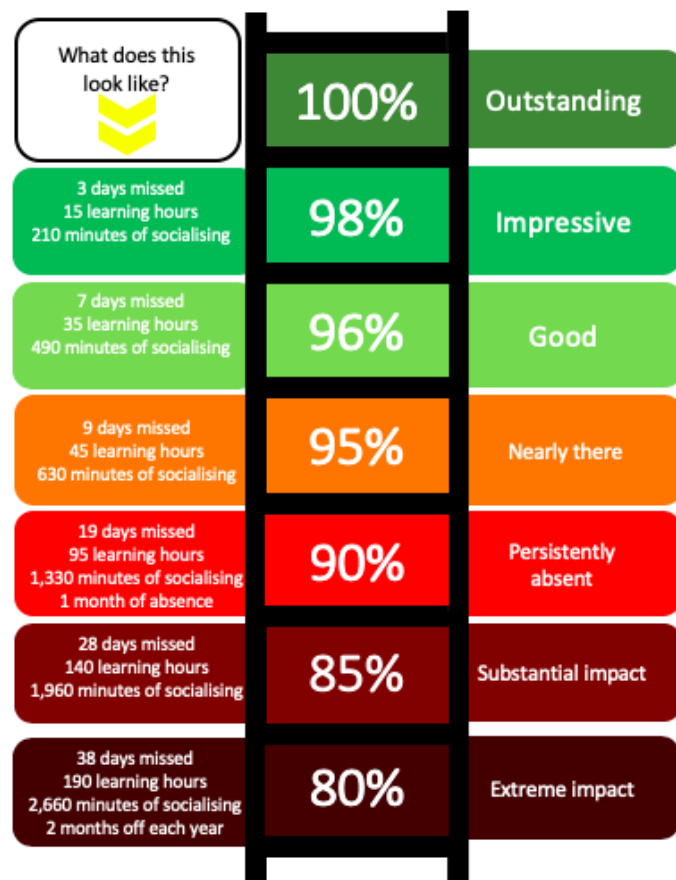 What does this
look like?
100%
Outstanding
3 days missed
15 learning hours
210 minutes of socialising
98%
Impressive
7 days missed
35 learning hours
490 minutes of socialising
96%
Good
9 days missed
45 learning hours
630 minutes of socialising
95%
Nearly there
19 days missed
95 learning hours
1,330 minutes of socialising
1 month of absence
90%
Persistently
absent
28 days missed
140 learning hours
1,960 minutes of socialising
85%
Substantial impact
38 days missed
190 learning hours
2,660 minutes of socialising
2 months off each year
80%
Extreme impact